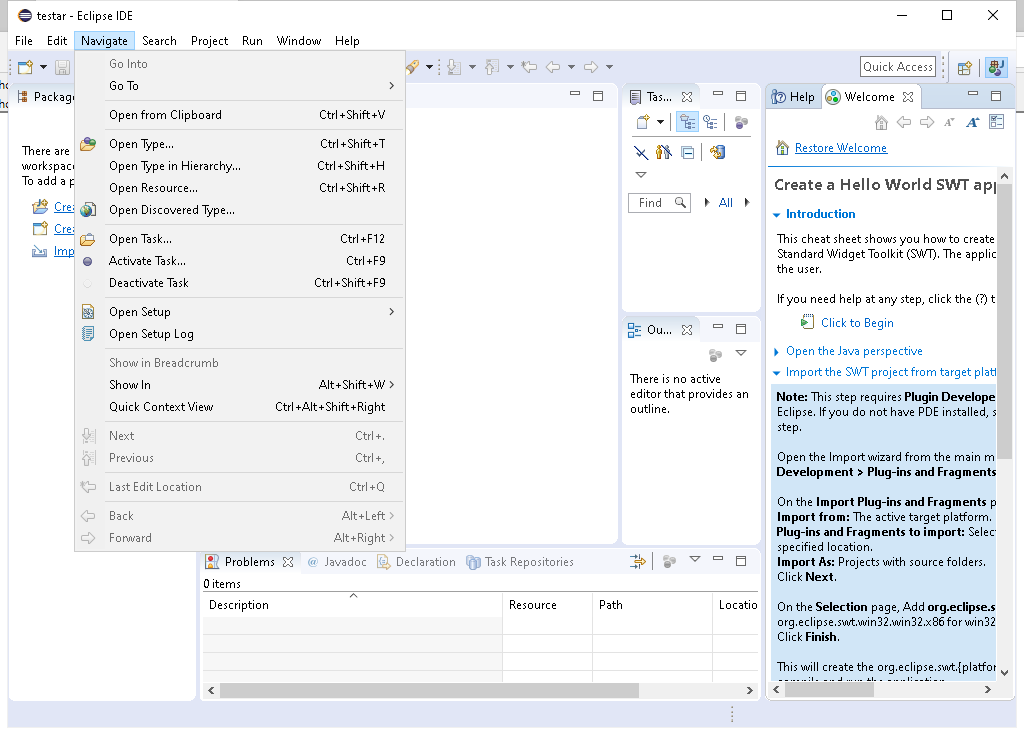 testar - Eclipse IDE
File Edit Navigate Search Project Run Window Help
Quick Access
Packag
There are
workspac
To add a p
Crea
Crea
Imp
Go Into
Go To
Open from Clipboard Ctrl+Shift+V
Open Type... Ctrl+Shift+T
Open Type in Hierarchy... Ctrl+Shift+H
Open Resource... Ctrl+Shift+R
Open Discovered Type...
Open Task... Ctrl+F12
Activate Task... Ctrl+F9
Deactivate Task Ctrl+Shift+F9
Open Setup
Open Setup Log
Show in Breadcrumb
Show In Alt+Shift+W
Quick Context View Ctrl+Alt+Shift+Right
Next Ctrl+.
Previous Ctrl+,
Last Edit Location Ctrl+Q
Back Alt+Left
Forward Alt+Right
Tas...
Find All
Ou...
There is no active
editor that provides an
outline.
Help Welcome
Restore Welcome
Create a Hello World SWT app
Introduction
This cheat sheet shows you how to create
Standard Widget Toolkit (SWT). The applic
the user.
If you need help at any step, click the (?) t
Click to Begin
Open the Java perspective
Import the SWT project from target platf
Note: This step requires Plugin Develope
Eclipse. If you do not have PDE installed, s
step.
Open the Import wizard from the main m
Development > Plug-ins and Fragments
On the Import Plug-ins and Fragments p
Import from: The active target platform.
Plug-ins and Fragments to import: Selec
specified location.
Import As: Projects with source folders.
Click Next.
On the Selection page, Add org.eclipse.s
org.eclipse.swt.win32.win32.x86 for win32
Click Finish.
This will create the org.eclipse.swt.{platfor
compile and run the application.
Problems @ Javadoc Declaration Task Repositories
0 items
Description Resource Path Locatio